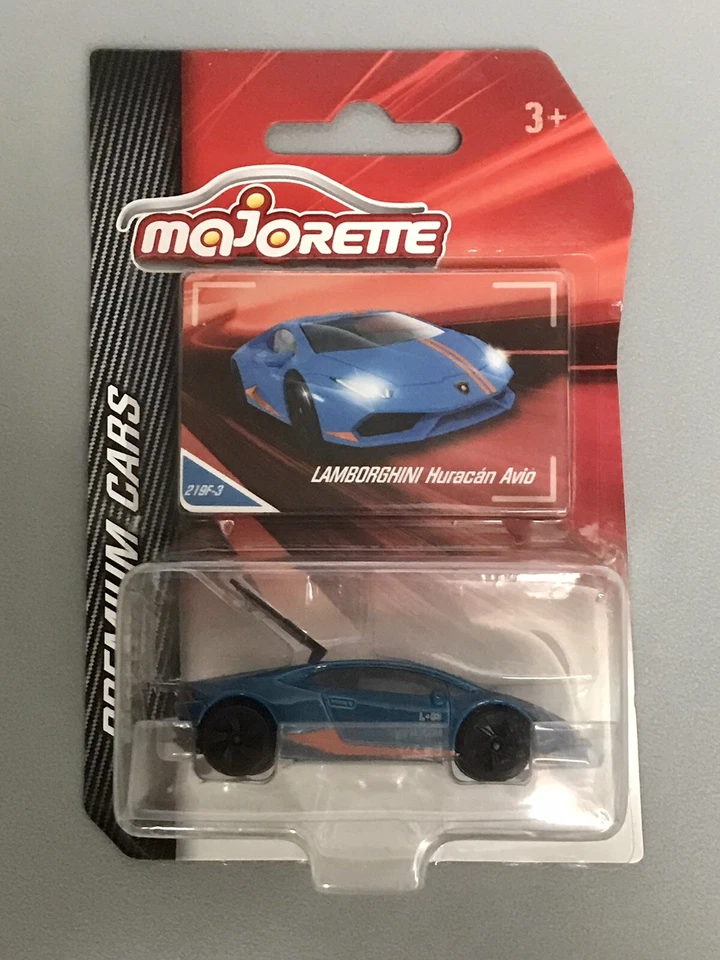 3+
MAJORETTE
PREMIUM CARS
LAMBORGHINI Huracán Avio
219F-3